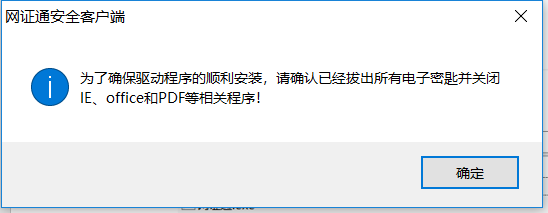 网证通安全客户端
为了确保驱动程序的顺利安装，请确认已经拔出所有电子密匙并关闭
IE、office和PDF等相关程序！
确定